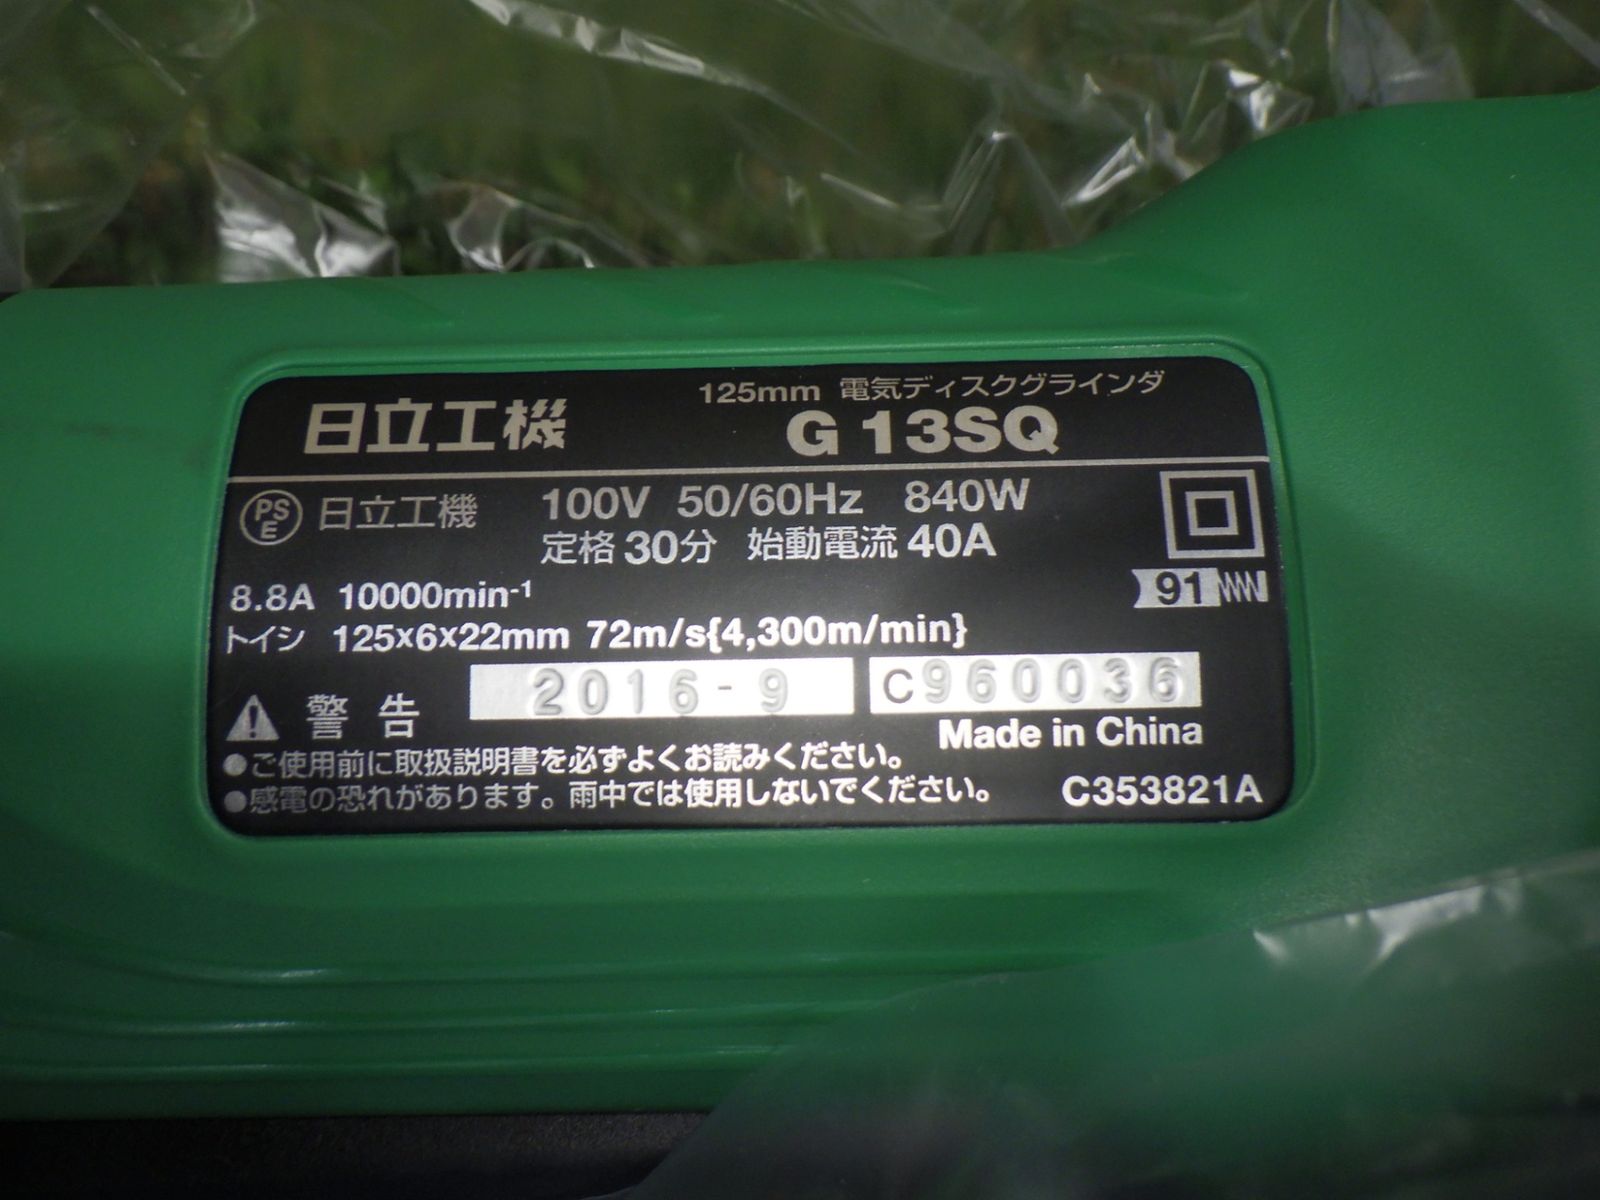 125mm 電気ディスクグラインダ
日立工機 G 13SQ
PSE 日立工機 100V 50/60Hz 840W
定格 30分 始動電流 40A
8.8A 10000min-¹ 91
トイシ 125x6x22mm 72m/s{4,300m/min}
2016-9 C960036
警告 Made in China
●ご使用前に取扱説明書を必ずよくお読みください。
●感電の恐れがあります。雨中では使用しないでください。 C353821A